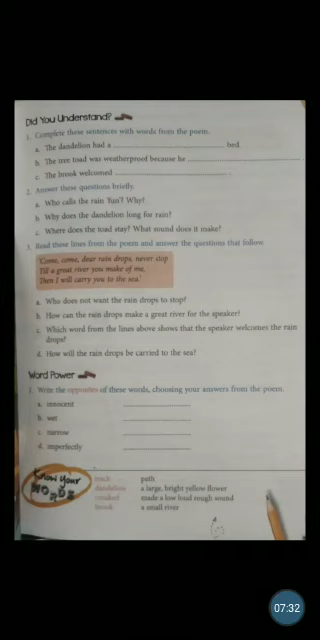 Did You Understand?
1. Complete these sentences with words from the poem.
a. The dandelion had a ______ bed.
b. The tree toad was weatherproof because he ______.
c. The brook welcomed ______.
2. Answer these questions briefly.
a. Who calls the rain 'fun'? Why?
b. Why does the dandelion long for rain?
c. Where does the toad stay? What sound does it make?
3. Read these lines from the poem and answer the questions that follow.
'Come, come, dear rain drops, never stop
Till a great river you make of me,
Then I will carry you to the sea.'
a. Who does not want the rain drops to stop?
b. How can the rain drops make a great river for the speaker?
c. Which word from the lines above shows that the speaker welcomes the rain
drops?
d. How will the rain drops be carried to the sea?
Word Power
1. Write the opposites of these words, choosing your answers from the poem.
a. innocent ______
b. wet ______
c. narrow ______
d. imperfectly ______
Know Your
WORDS
track path
dandelion a large, bright yellow flower
croaked made a low loud rough sound
brook a small river
07:32